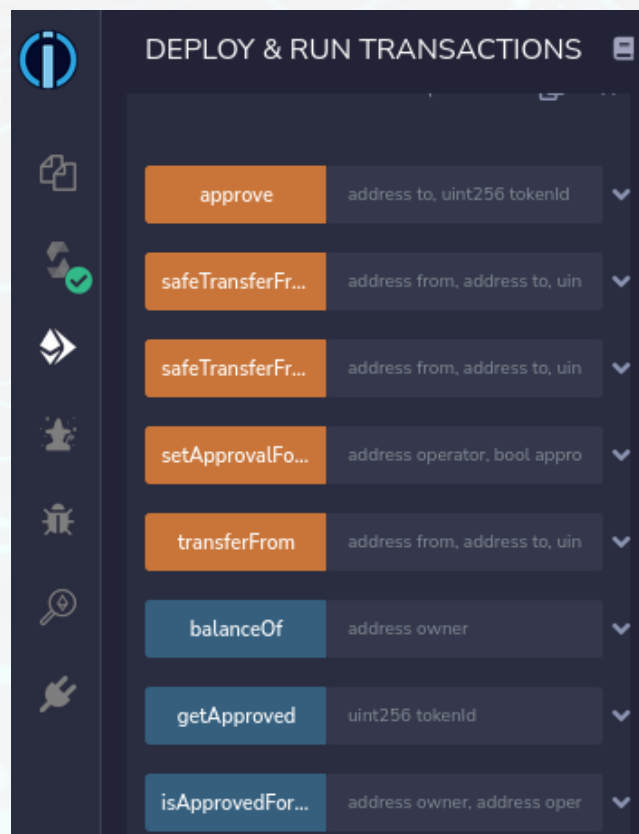 DEPLOY & RUN TRANSACTIONS
approve address to, uint256 tokenId
safeTransferFr... address from, address to, uin
safeTransferFr... address from, address to, uin
setApprovalFo... address operator, bool appro
transferFrom address from, address to, uin
balanceOf address owner
getApproved uint256 tokenId
isApprovedFor... address owner, address oper